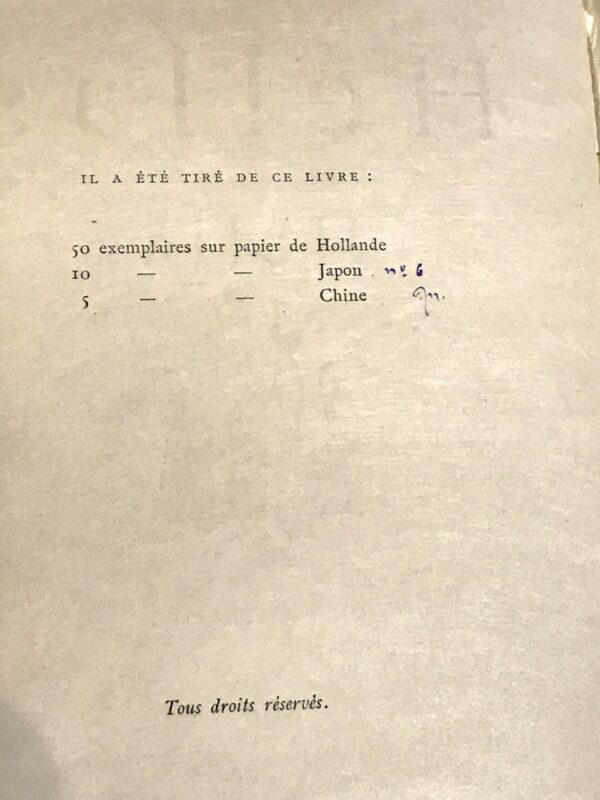 IL A ÉTÉ TIRÉ DE CE LIVRE :
50 exemplaires sur papier de Hollande
10 — — Japon . nº 6
5 — — Chine
Tous droits réservés.